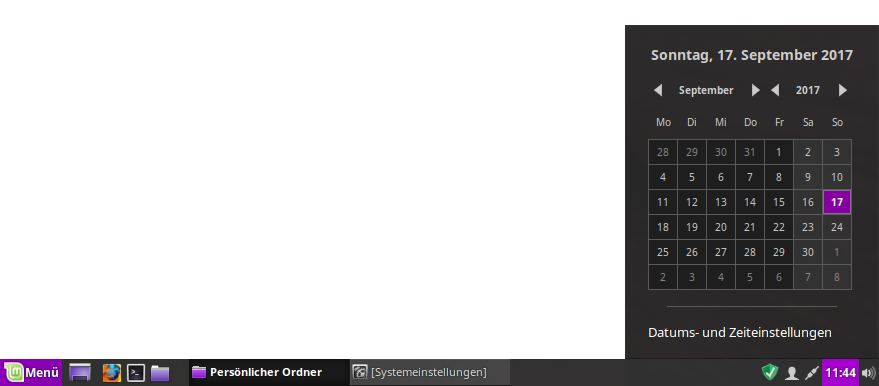 Sonntag, 17. September 2017
September 2017
Mo Di Mi Do Fr Sa So
28 29 30 31 1 2 3
4 5 6 7 8 9 10
11 12 13 14 15 16 17
18 19 20 21 22 23 24
25 26 27 28 29 30 1
2 3 4 5 6 7 8
Datums- und Zeiteinstellungen
Menü Persönlicher Ordner [Systemeinstellungen] 11:44